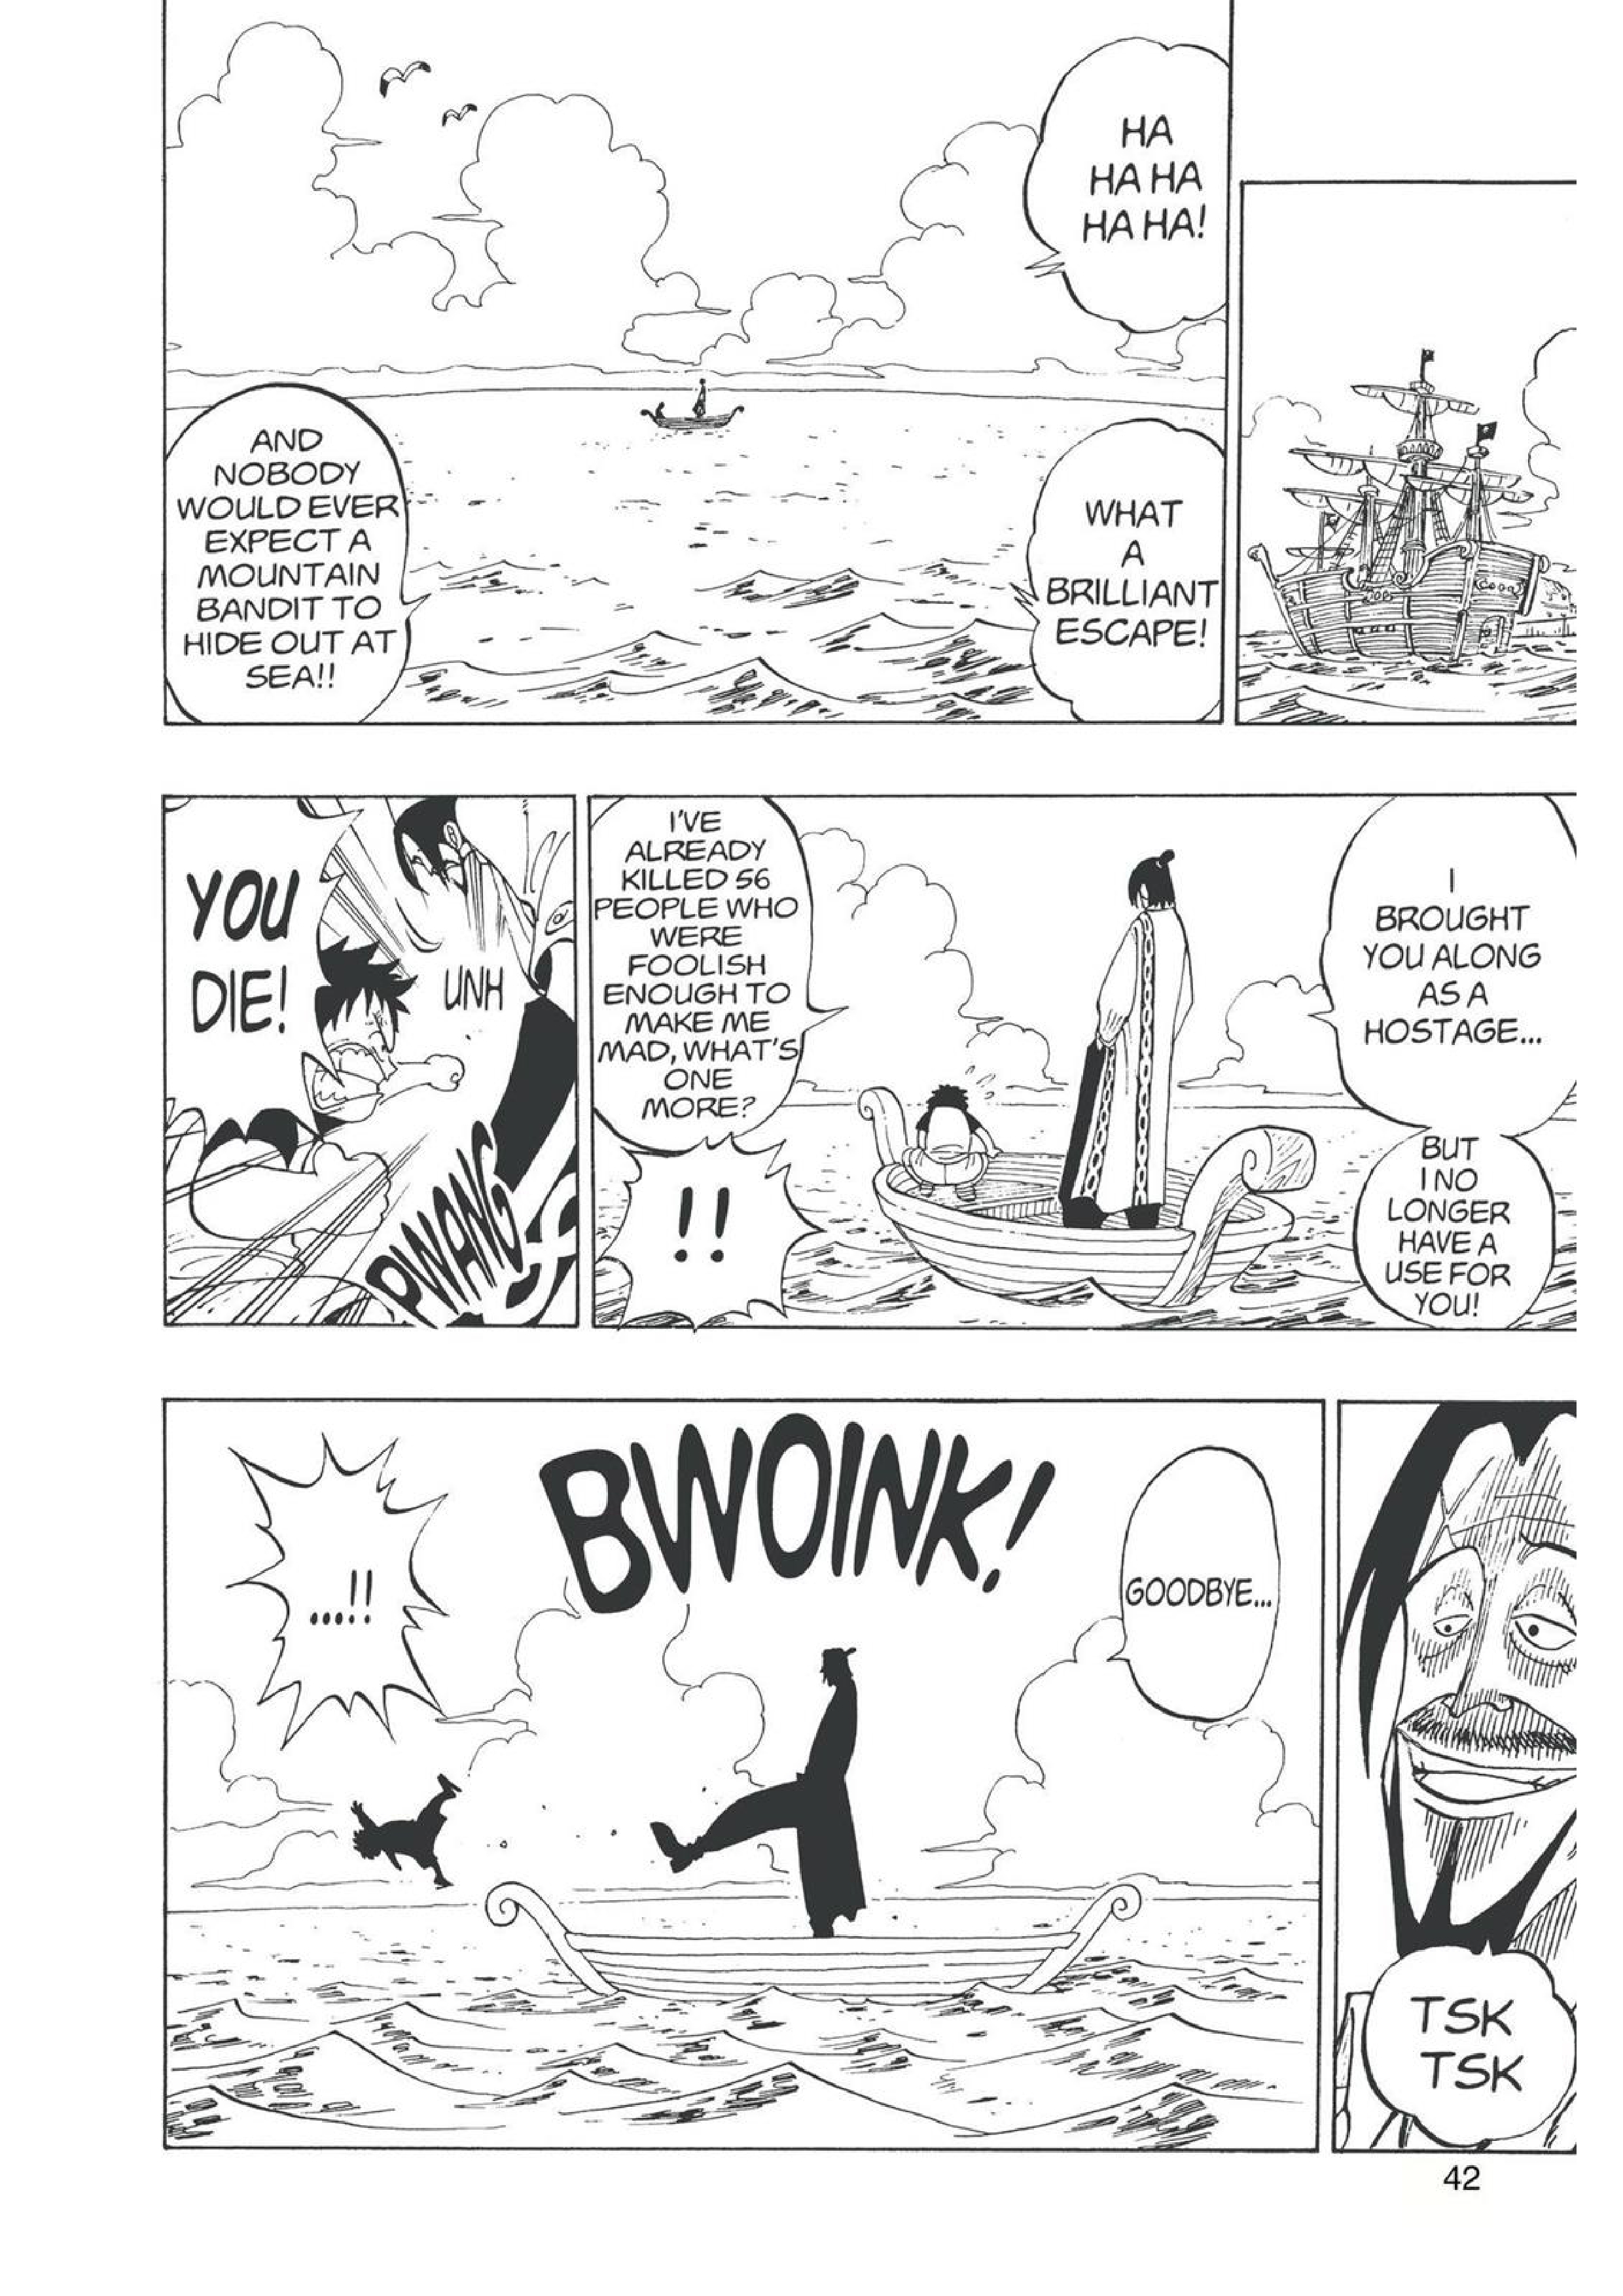 HA
HA HA
HA HA!
WHAT
A
BRILLIANT
ESCAPE!
AND
NOBODY
WOULD EVER
EXPECT A
MOUNTAIN
BANDIT TO
HIDE OUT AT
SEA!!
I
BROUGHT
YOU ALONG
AS A
HOSTAGE...
BUT
I NO
LONGER
HAVE A
USE FOR
YOU!
I'VE
ALREADY
KILLED 56
PEOPLE WHO
WERE
FOOLISH
ENOUGH TO
MAKE ME
MAD, WHAT'S
ONE
MORE?
!!
UNH
YOU
DIE!
PWANG
TSK
TSK
GOODBYE...
BWOINK!
...!!
42